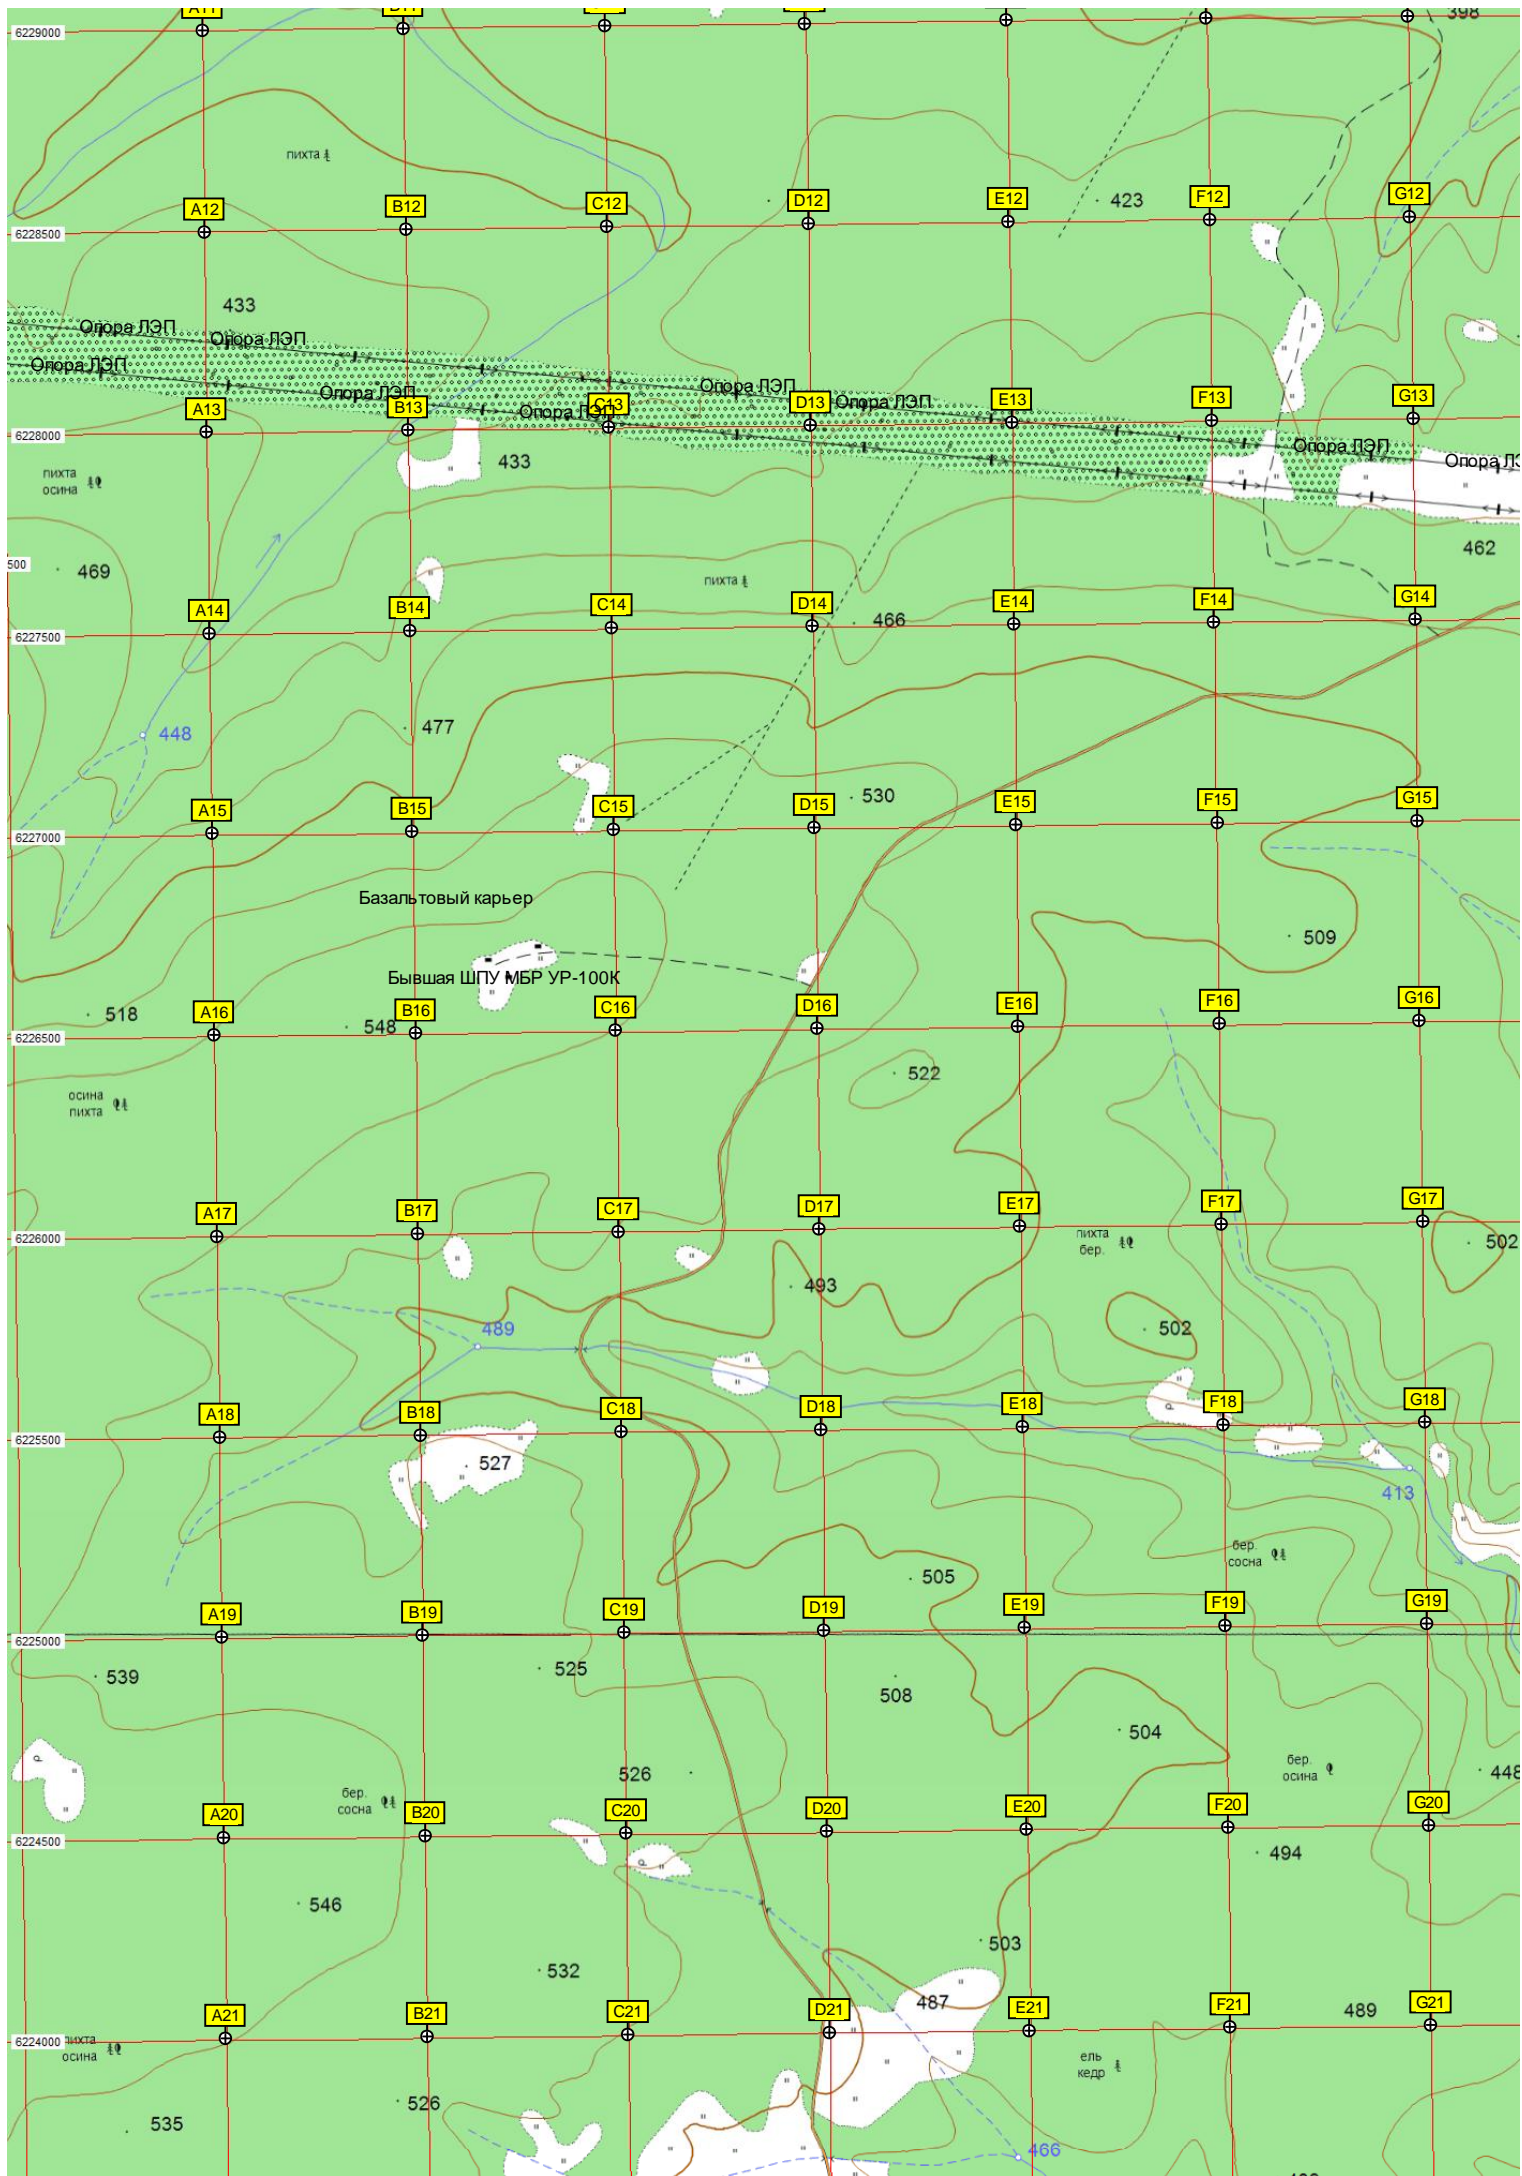 398
6229000
пихта
A12 B12 C12 D12 E12 423 F12 G12
6228500
433
Опора ЛЭП
Опора ЛЭП
Опора ЛЭП
Опора ЛЭП
Опора ЛЭП
Опора ЛЭП
Опора ЛЭП
A13 B13 C13 D13 E13 F13 G13
6228000
Опора ЛЭП
433
пихта
осина
462
500
469
пихта
A14 B14 C14 D14 466 E14 F14 G14
6227500
477
448
530
A15 B15 C15 D15 E15 F15 G15
6227000
Базальтовый карьер
509
Бывшая ШПУ МБР УР-100К
518 A16 548 B16 C16 D16 E16 F16 G16
6226500
522
осина
пихта
A17 B17 C17 D17 E17 F17 G17
6226000
пихта
бер.
502
493
489
502
A18 B18 C18 D18 E18 F18 G18
6225500
527
413
бер.
сосна
505
A19 B19 C19 D19 E19 F19 G19
6225000
539
525
508
504
526
бер.
осина
448
бер.
сосна
A20 B20 C20 D20 E20 F20 G20
6224500
494
546
503
532
487
A21 B21 C21 D21 E21 F21 489 G21
6224000
пихта
осина
ель
кедр
526
535
466